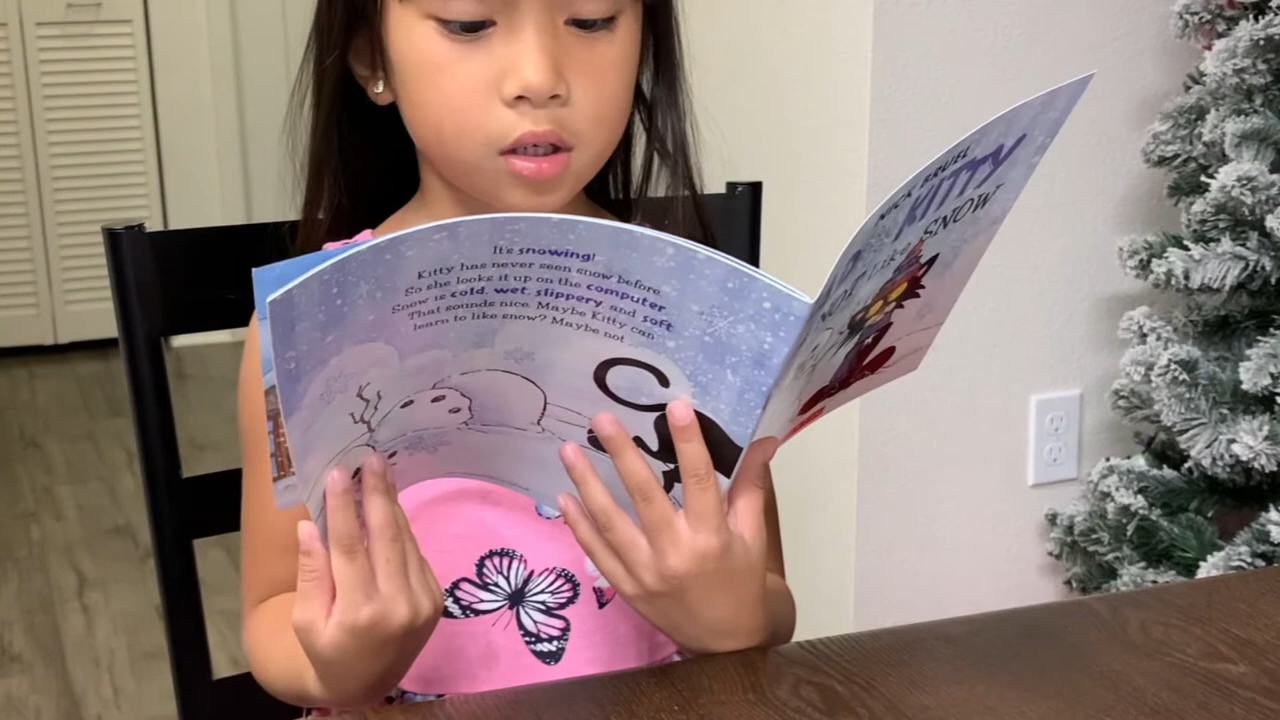 It's snowing!
Kitty has never seen snow before.
So she looks it up on the computer.
Snow is cold, wet, slippery, and soft.
That sounds nice. Maybe Kitty can
learn to like snow? Maybe not . . .
NICK BRUEL
KITTY
NOT Like SNOW